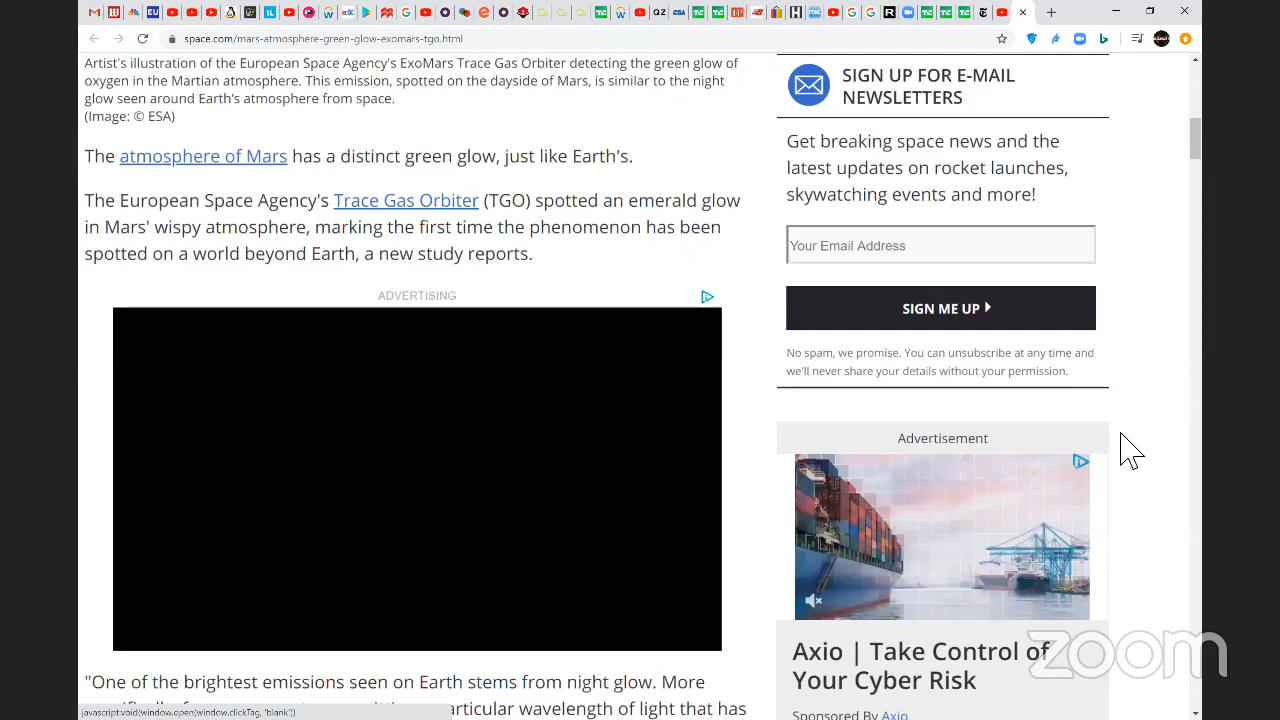 space.com/mars-atmosphere-green-glow-exomars-tgo.html
Artist's illustration of the European Space Agency's ExoMars Trace Gas Orbiter detecting the green glow of
oxygen in the Martian atmosphere. This emission, spotted on the dayside of Mars, is similar to the night
glow seen around Earth's atmosphere from space.
(Image: © ESA)
The atmosphere of Mars has a distinct green glow, just like Earth's.
The European Space Agency's Trace Gas Orbiter (TGO) spotted an emerald glow
in Mars' wispy atmosphere, marking the first time the phenomenon has been
spotted on a world beyond Earth, a new study reports.
ADVERTISING
"One of the brightest emissions seen on Earth stems from night glow. More
particular wavelength of light that has
javascript:void(window.open(window.clickTag, 'blank'))
SIGN UP FOR E-MAIL
NEWSLETTERS
Get breaking space news and the
latest updates on rocket launches,
skywatching events and more!
Your Email Address
SIGN ME UP
No spam, we promise. You can unsubscribe at any time and
we'll never share your details without your permission.
Advertisement
Axio | Take Control of
Your Cyber Risk
Sponsored By Axio
zoom